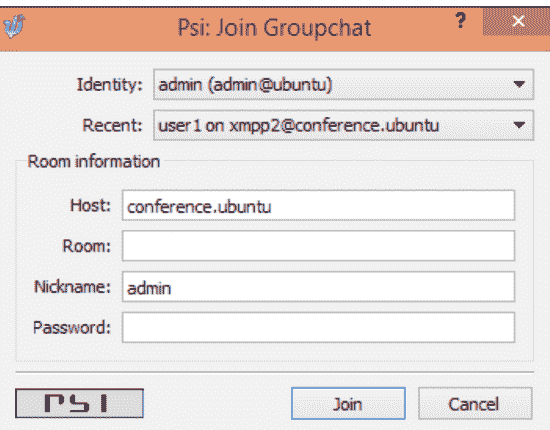 Psi: Join Groupchat ? ×
Identity: admin (admin@ubuntu)
Recent: user1 on xmpp2@conference.ubuntu
Room information
Host: conference.ubuntu
Room:
Nickname: admin
Password:
PSI Join Cancel